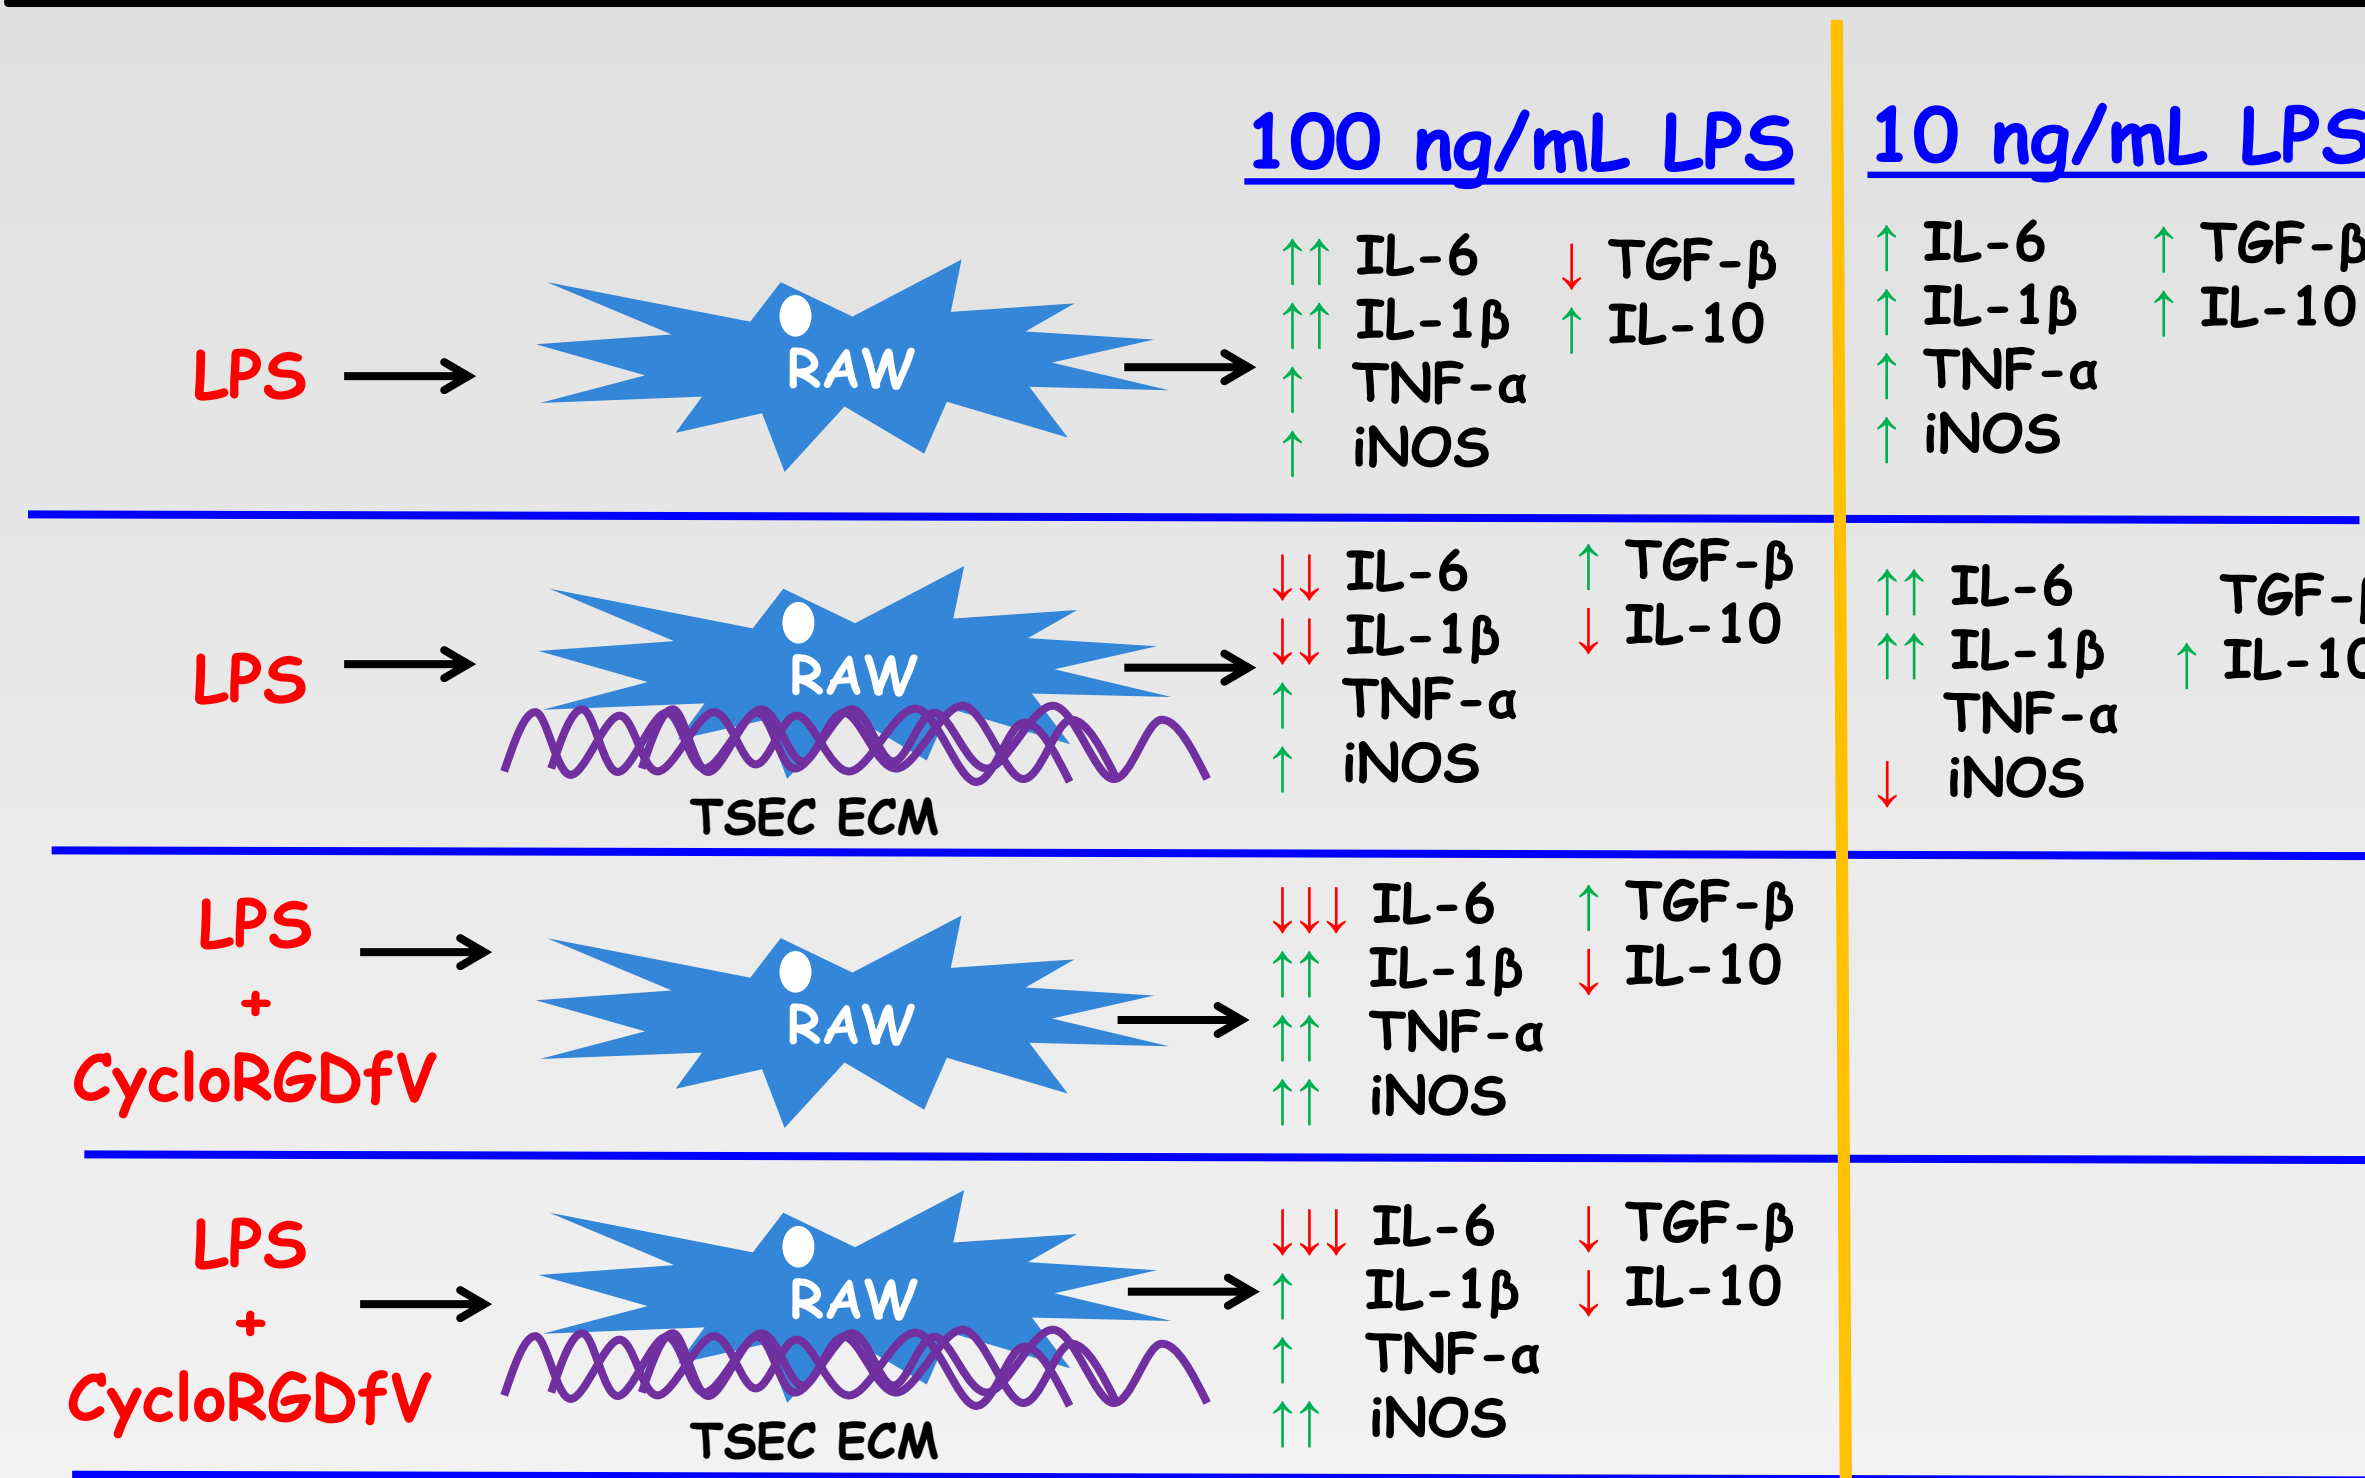 100 ng/mL LPS
10 ng/mL LPS
LPS → RAW →
↑↑ IL-6 ↓ TGF-β
↑↑ IL-1β ↑ IL-10
↑ TNF-α
↑ iNOS
↑ IL-6 ↑ TGF-β
↑ IL-1β ↑ IL-10
↑ TNF-α
↑ iNOS
LPS → RAW →
TSEC ECM
↓↓ IL-6 ↑ TGF-β
↓↓ IL-1β ↓ IL-10
↑ TNF-α
↑ iNOS
↑↑ IL-6 TGF-β
↑↑ IL-1β ↑ IL-10
TNF-α
↓ iNOS
LPS
+
CycloRGDfV
→ RAW →
↓↓↓ IL-6 ↑ TGF-β
↑↑ IL-1β ↓ IL-10
↑↑ TNF-α
↑↑ iNOS
LPS
+
CycloRGDfV
→ RAW →
TSEC ECM
↓↓↓ IL-6 ↓ TGF-β
↑ IL-1β ↓ IL-10
↑ TNF-α
↑↑ iNOS